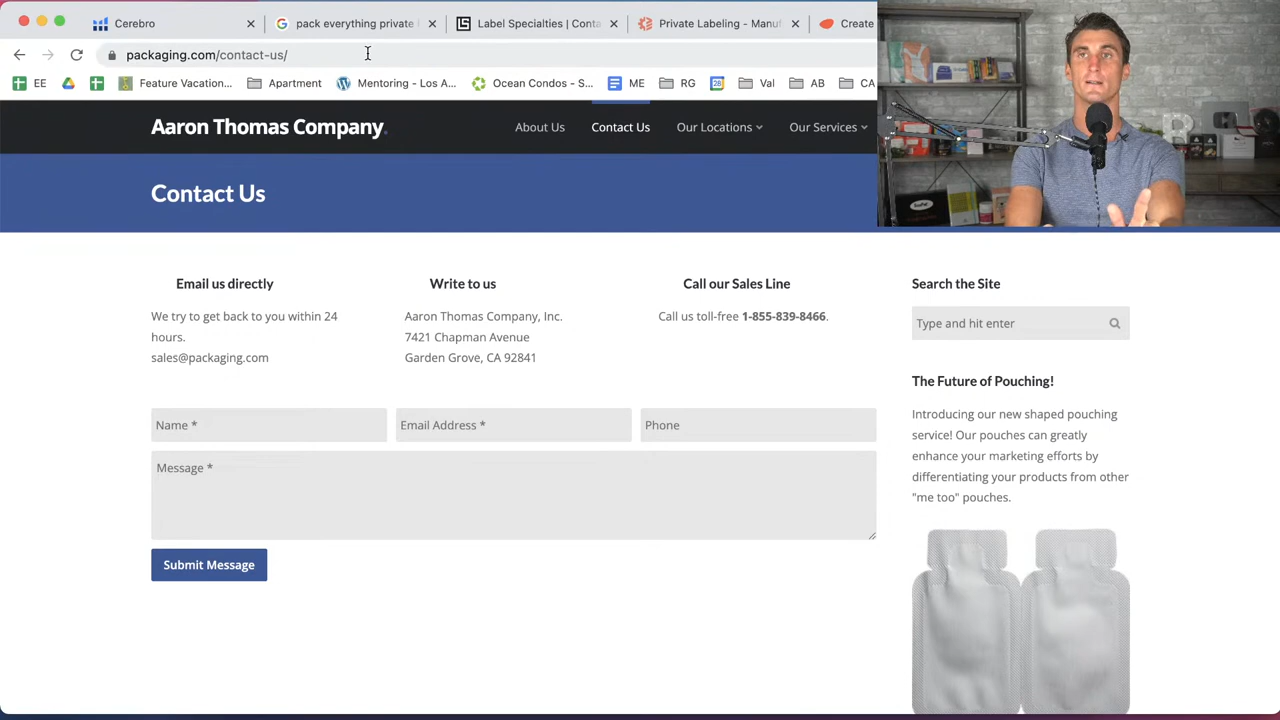 Cerebro
pack everything private
Label Specialties | Conta
Private Labeling - Manuf
Create
packaging.com/contact-us/
EE
Feature Vacation...
Apartment
Mentoring - Los A...
Ocean Condos - S...
ME
RG
28
Val
AB
CA
Aaron Thomas Company.
About Us
Contact Us
Our Locations
Our Services
Contact Us
Email us directly
We try to get back to you within 24
hours.
sales@packaging.com
Write to us
Aaron Thomas Company, Inc.
7421 Chapman Avenue
Garden Grove, CA 92841
Call our Sales Line
Call us toll-free 1-855-839-8466.
Name *
Email Address *
Phone
Message *
Submit Message
Search the Site
Type and hit enter
The Future of Pouching!
Introducing our new shaped pouching
service! Our pouches can greatly
enhance your marketing efforts by
differentiating your products from other
"me too" pouches.